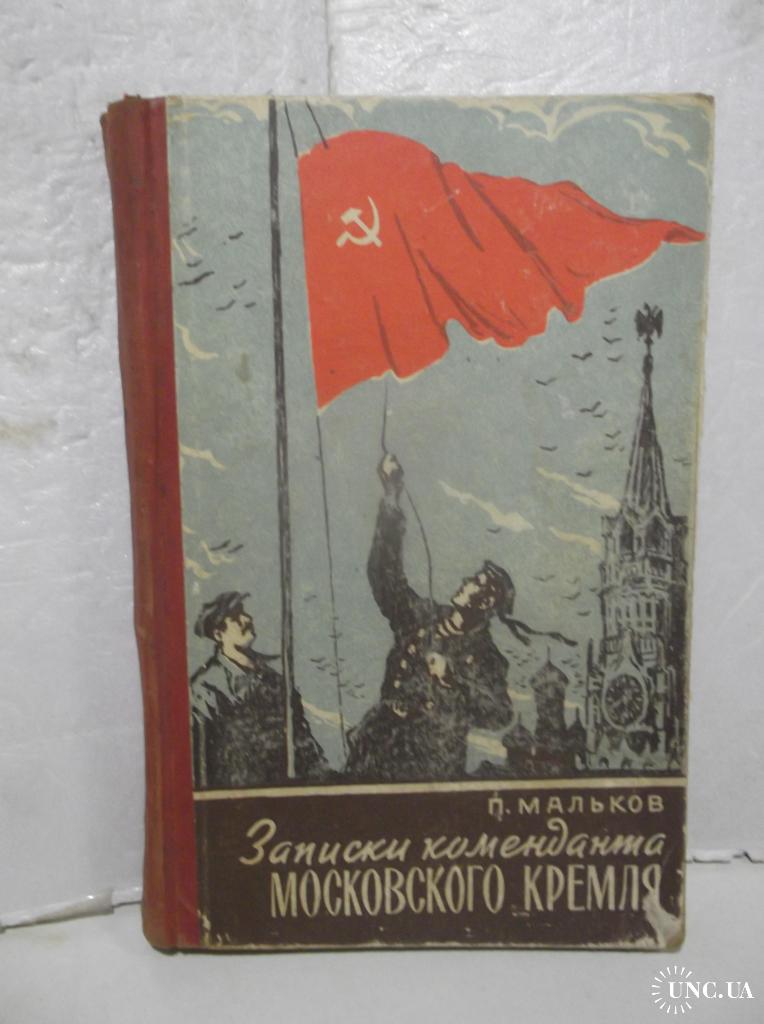 П. МАЛЬКОВ
Записки коменданта
МОСКОВСКОГО КРЕМЛЯ
UNC.UA